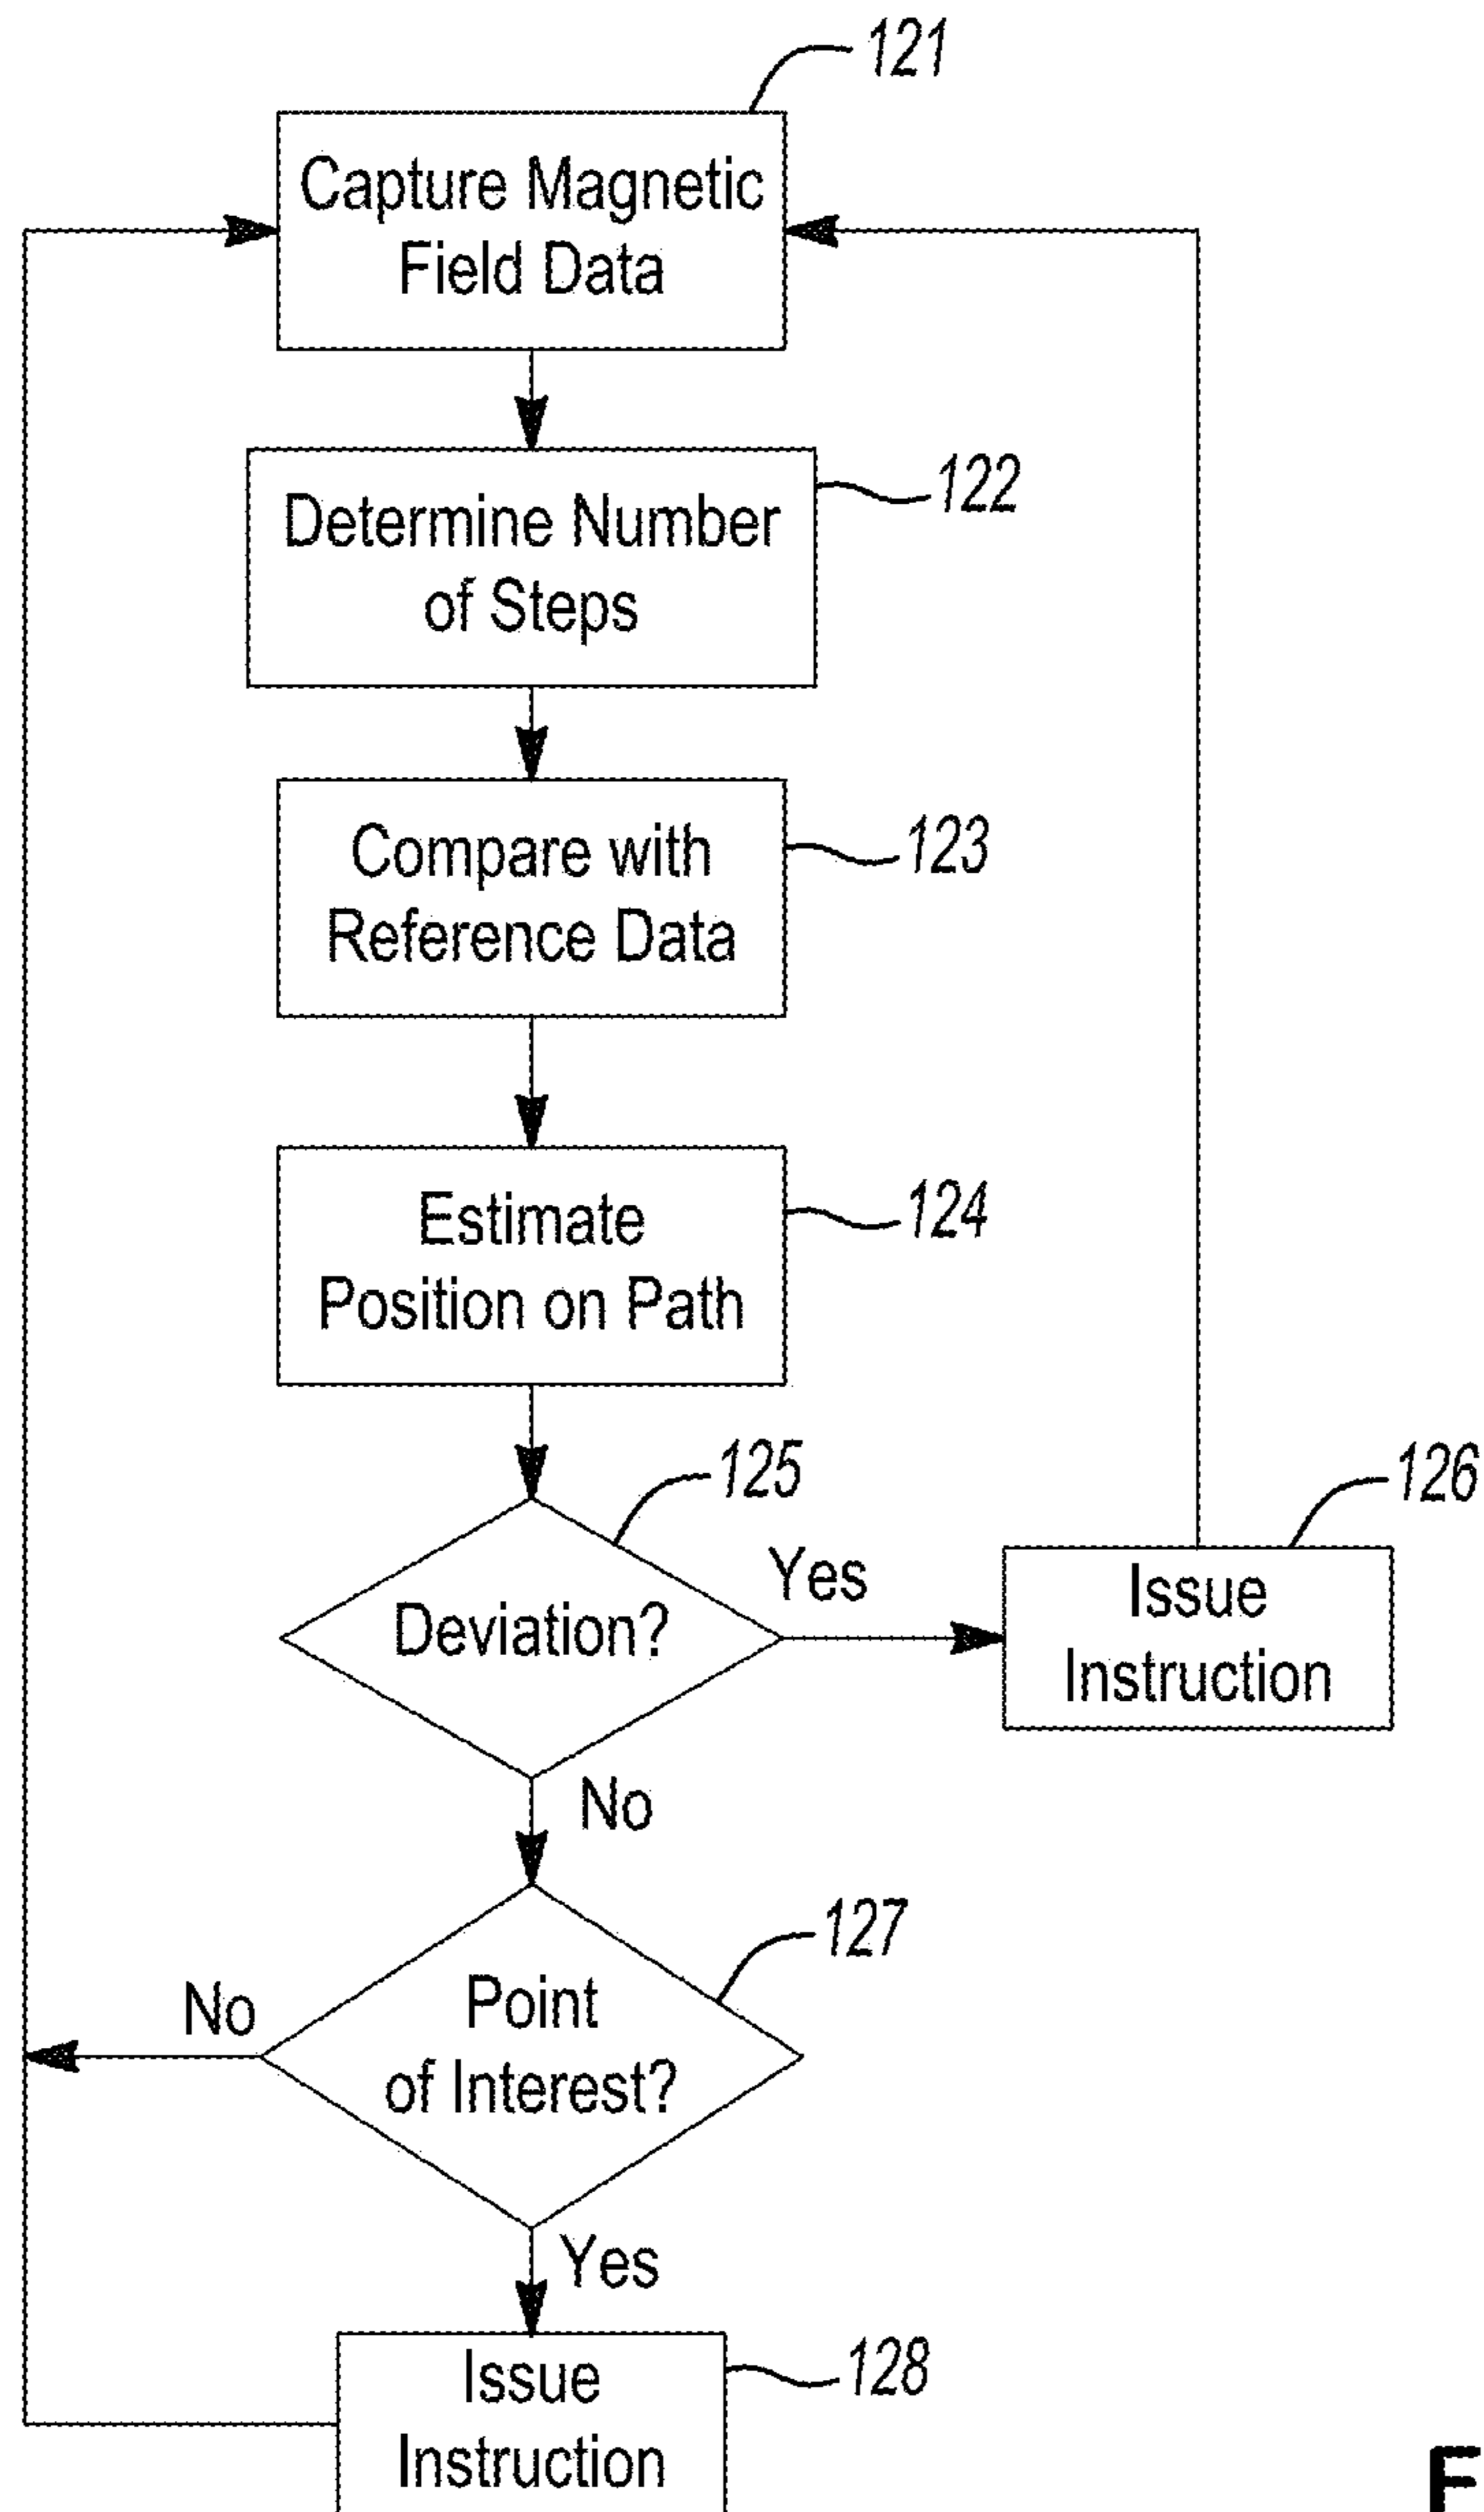 121
Capture Magnetic
Field Data
122
Determine Number
of Steps
123
Compare with
Reference Data
124
Estimate
Position on Path
125
Deviation?
Yes
126
Issue
Instruction
No
127
Point
of Interest?
No
Yes
128
Issue
Instruction
F